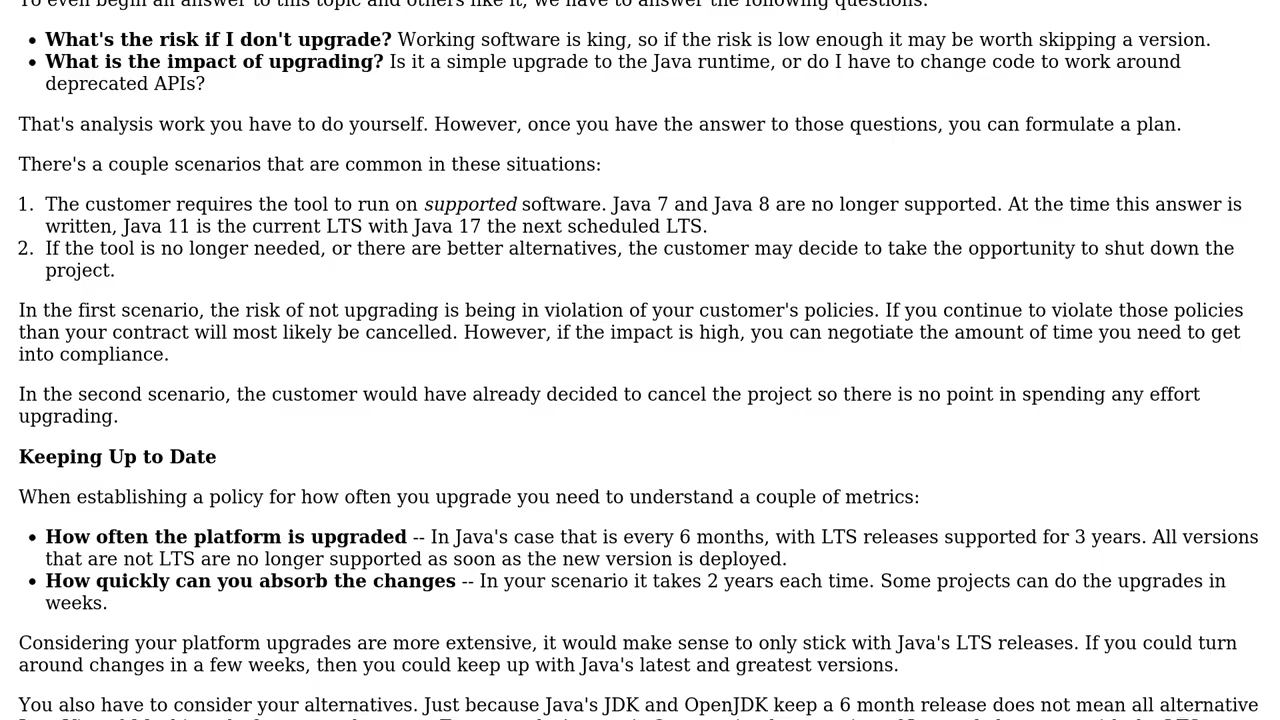 To even begin an answer to this topic and others like it, we have to answer the following questions:
• What's the risk if I don't upgrade? Working software is king, so if the risk is low enough it may be worth skipping a version.
• What is the impact of upgrading? Is it a simple upgrade to the Java runtime, or do I have to change code to work around
deprecated APIs?
That's analysis work you have to do yourself. However, once you have the answer to those questions, you can formulate a plan.
There's a couple scenarios that are common in these situations:
1. The customer requires the tool to run on supported software. Java 7 and Java 8 are no longer supported. At the time this answer is
written, Java 11 is the current LTS with Java 17 the next scheduled LTS.
2. If the tool is no longer needed, or there are better alternatives, the customer may decide to take the opportunity to shut down the
project.
In the first scenario, the risk of not upgrading is being in violation of your customer's policies. If you continue to violate those policies
than your contract will most likely be cancelled. However, if the impact is high, you can negotiate the amount of time you need to get
into compliance.
In the second scenario, the customer would have already decided to cancel the project so there is no point in spending any effort
upgrading.
Keeping Up to Date
When establishing a policy for how often you upgrade you need to understand a couple of metrics:
• How often the platform is upgraded -- In Java's case that is every 6 months, with LTS releases supported for 3 years. All versions
that are not LTS are no longer supported as soon as the new version is deployed.
• How quickly can you absorb the changes -- In your scenario it takes 2 years each time. Some projects can do the upgrades in
weeks.
Considering your platform upgrades are more extensive, it would make sense to only stick with Java's LTS releases. If you could turn
around changes in a few weeks, then you could keep up with Java's latest and greatest versions.
You also have to consider your alternatives. Just because Java's JDK and OpenJDK keep a 6 month release does not mean all alternative